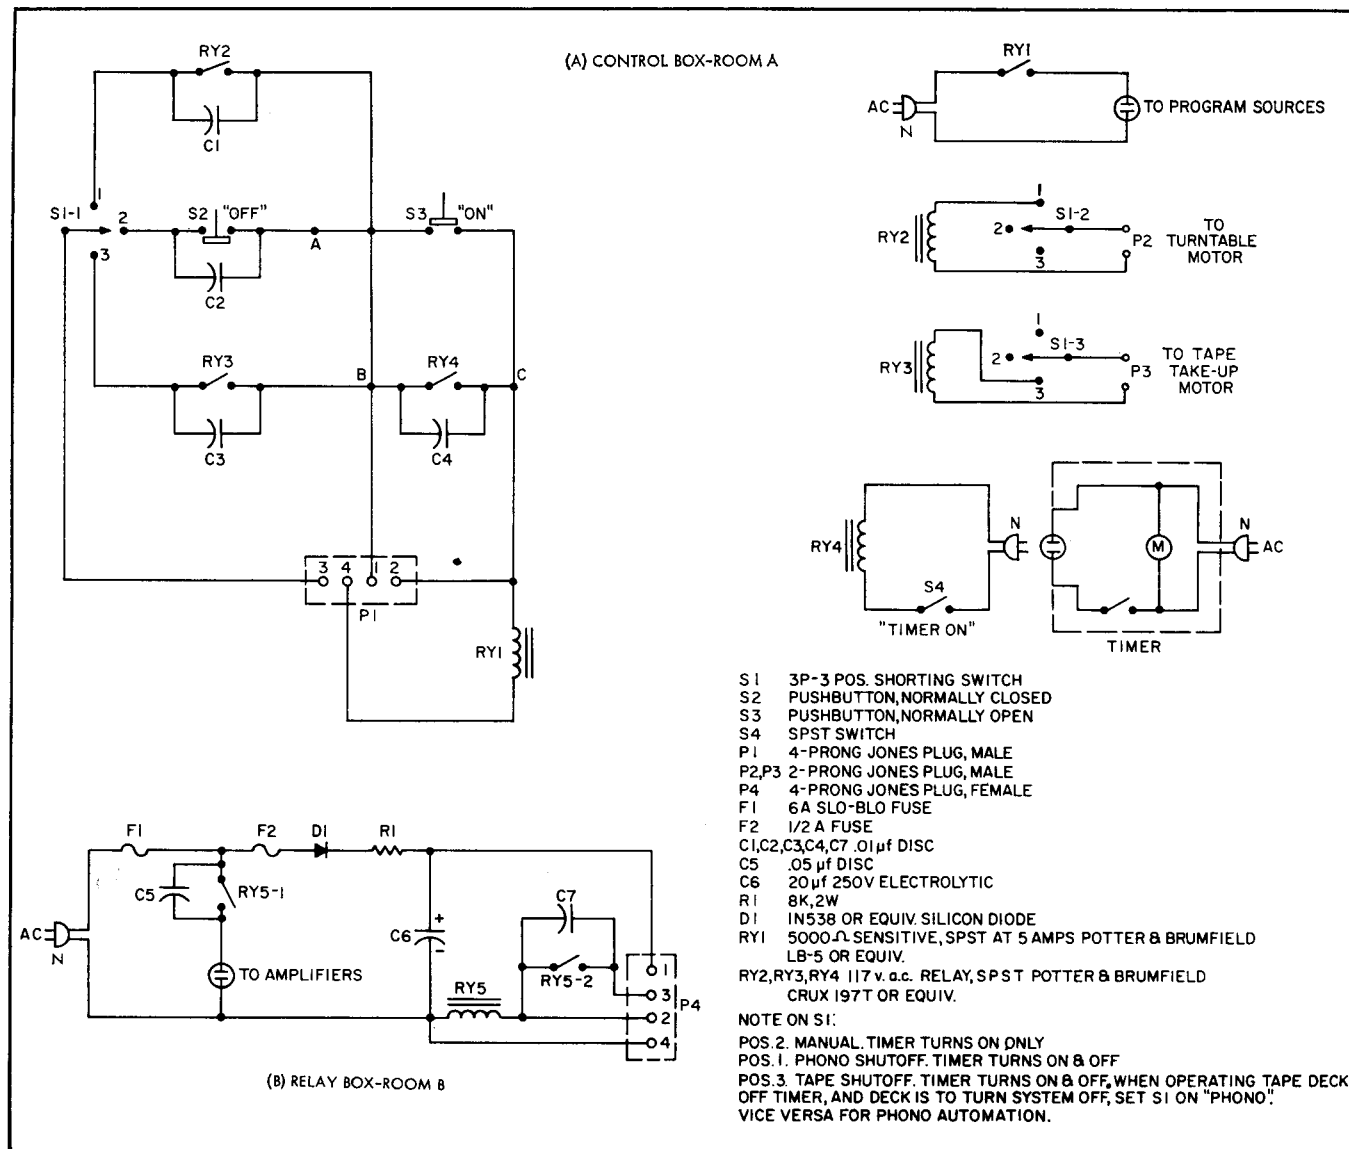 (A) CONTROL BOX-ROOM A
RY2
C1
S1-1
1
2
3
S2
"OFF"
A
S3
"ON"
C2
RY3
B
RY4
C
C3
C4
3 4 1 2
P1
RY1
RY1
AC
N
TO PROGRAM SOURCES
RY2
1
2
3
S1-2
P2
TO
TURNTABLE
MOTOR
RY3
1
2
3
S1-3
P3
TO TAPE
TAKE-UP
MOTOR
RY4
S4
"TIMER ON"
N
M
N
AC
TIMER
S1 3P-3 POS. SHORTING SWITCH
S2 PUSHBUTTON, NORMALLY CLOSED
S3 PUSHBUTTON, NORMALLY OPEN
S4 SPST SWITCH
P1 4-PRONG JONES PLUG, MALE
P2,P3 2-PRONG JONES PLUG, MALE
P4 4-PRONG JONES PLUG, FEMALE
F1 6A SLO-BLO FUSE
F2 1/2 A FUSE
C1,C2,C3,C4,C7 .01µf DISC
C5 .05 µf DISC
C6 20µf 250V ELECTROLYTIC
R1 8K,2W
D1 1N538 OR EQUIV. SILICON DIODE
RY1 5000Ω SENSITIVE, SPST AT 5 AMPS POTTER & BRUMFIELD
LB-5 OR EQUIV.
RY2,RY3,RY4 117 v. a.c. RELAY, SPST POTTER & BRUMFIELD
CRUX 197T OR EQUIV.
NOTE ON S1:
POS.2. MANUAL. TIMER TURNS ON ONLY
POS.1. PHONO SHUTOFF. TIMER TURNS ON & OFF
POS.3. TAPE SHUTOFF. TIMER TURNS ON & OFF, WHEN OPERATING TAPE DECK
OFF TIMER, AND DECK IS TO TURN SYSTEM OFF, SET S1 ON "PHONO".
VICE VERSA FOR PHONO AUTOMATION.
F1
F2
D1
R1
C5
RY5-1
AC
N
TO AMPLIFIERS
C6
+
-
RY5
C7
RY5-2
1
3
2
4
P4
(B) RELAY BOX-ROOM B